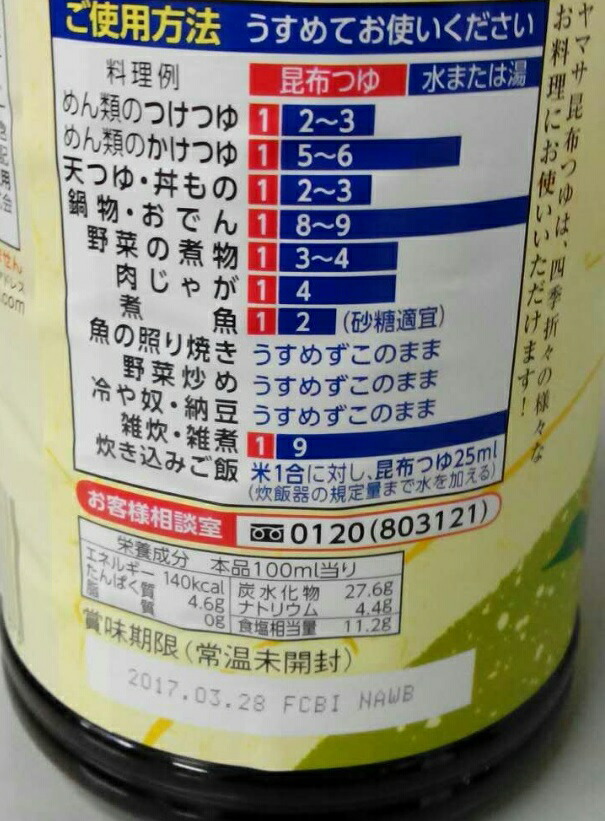 ご使用方法 うすめてお使いください
料理例 昆布つゆ 水または湯
めん類のつけつゆ 1 2〜3
めん類のかけつゆ 1 5〜6
天つゆ・丼もの 1 2〜3
鍋物・おでん 1 8〜9
野菜の煮物 1 3〜4
肉じゃが 1 4
煮魚 1 2 (砂糖適宜)
魚の照り焼き うすめずこのまま
野菜炒め うすめずこのまま
冷や奴・納豆 うすめずこのまま
雑炊・雑煮 1 9
炊き込みご飯 米1合に対し、昆布つゆ25ml
(炊飯器の規定量まで水を加える)
お客様相談室 0120(803121)
栄養成分 本品100ml当り
エネルギー 140kcal 炭水化物 27.6g
たんぱく質 4.6g ナトリウム 4.4g
脂質 0g 食塩相当量 11.2g
賞味期限(常温未開封)
2017.03.28 FCBI NAWB
ヤマサ昆布つゆは、四季折々の様々な
お料理にお使いいただけます!
せん
ドレス
.com